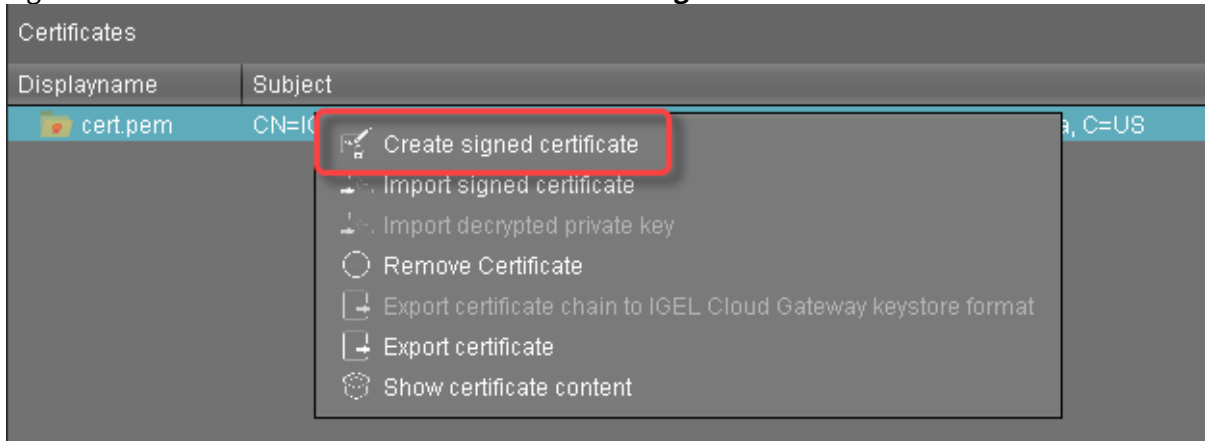 Certificates
Displayname Subject
cert.pem CN=IG a, C=US
Create signed certificate
Import signed certificate
Import decrypted private key
Remove Certificate
Export certificate chain to IGEL Cloud Gateway keystore format
Export certificate
Show certificate content